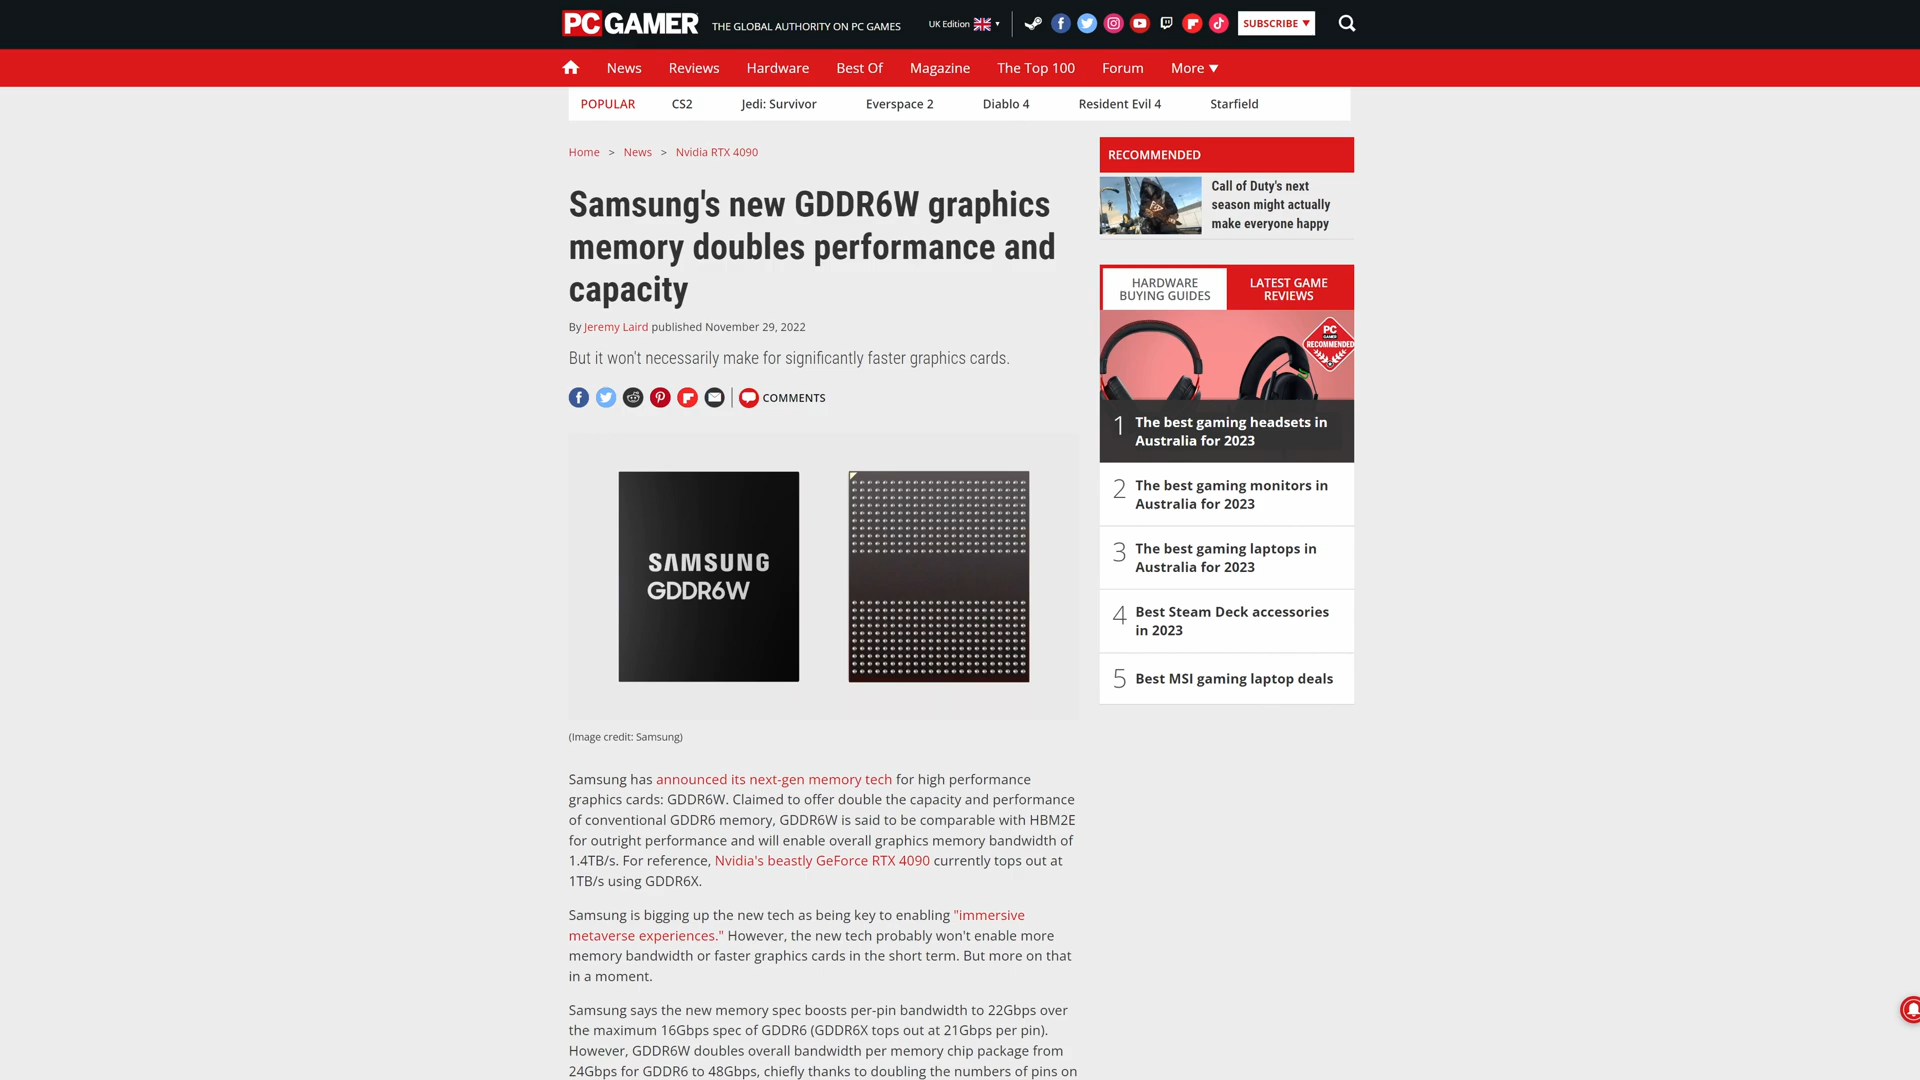 PC GAMER THE GLOBAL AUTHORITY ON PC GAMES UK Edition SUBSCRIBE
News Reviews Hardware Best Of Magazine The Top 100 Forum More
POPULAR CS2 Jedi: Survivor Everspace 2 Diablo 4 Resident Evil 4 Starfield
Home > News > Nvidia RTX 4090
Samsung's new GDDR6W graphics
memory doubles performance and
capacity
By Jeremy Laird published November 29, 2022
But it won't necessarily make for significantly faster graphics cards.
COMMENTS
SAMSUNG
GDDR6W
(Image credit: Samsung)
Samsung has announced its next-gen memory tech for high performance
graphics cards: GDDR6W. Claimed to offer double the capacity and performance
of conventional GDDR6 memory, GDDR6W is said to be comparable with HBM2E
for outright performance and will enable overall graphics memory bandwidth of
1.4TB/s. For reference, Nvidia's beastly GeForce RTX 4090 currently tops out at
1TB/s using GDDR6X.
Samsung is bigging up the new tech as being key to enabling "immersive
metaverse experiences." However, the new tech probably won't enable more
memory bandwidth or faster graphics cards in the short term. But more on that
in a moment.
Samsung says the new memory spec boosts per-pin bandwidth to 22Gbps over
the maximum 16Gbps spec of GDDR6 (GDDR6X tops out at 21Gbps per pin).
However, GDDR6W doubles overall bandwidth per memory chip package from
24Gbps for GDDR6 to 48Gbps, chiefly thanks to doubling the numbers of pins on
RECOMMENDED
Call of Duty's next
season might actually
make everyone happy
HARDWARE
BUYING GUIDES
LATEST GAME
REVIEWS
PC
GAMER
RECOMMENDED
1 The best gaming headsets in
Australia for 2023
2 The best gaming monitors in
Australia for 2023
3 The best gaming laptops in
Australia for 2023
4 Best Steam Deck accessories
in 2023
5 Best MSI gaming laptop deals